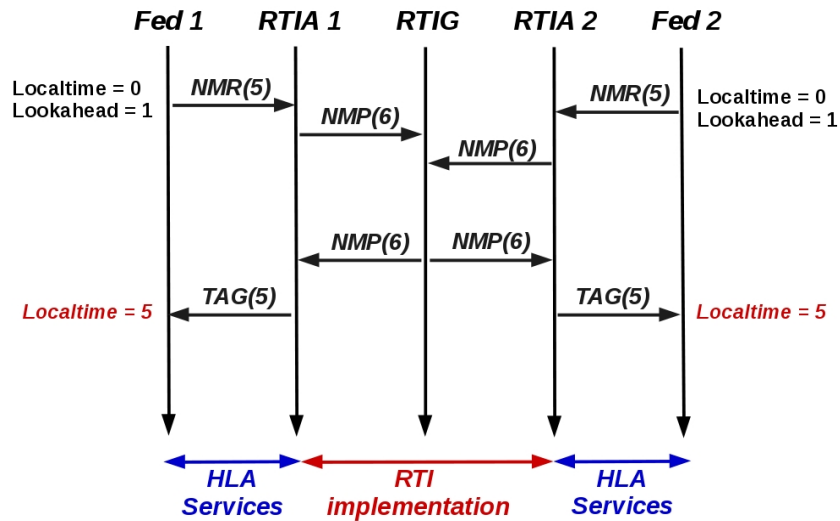 Fed 1 RTIA 1 RTIG RTIA 2 Fed 2
Localtime = 0
Lookahead = 1
NMR(5)
NMR(5)
Localtime = 0
Lookahead = 1
NMP(6)
NMP(6)
NMP(6) NMP(6)
Localtime = 5 TAG(5) TAG(5) Localtime = 5
HLA
Services
RTI
implementation
HLA
Services